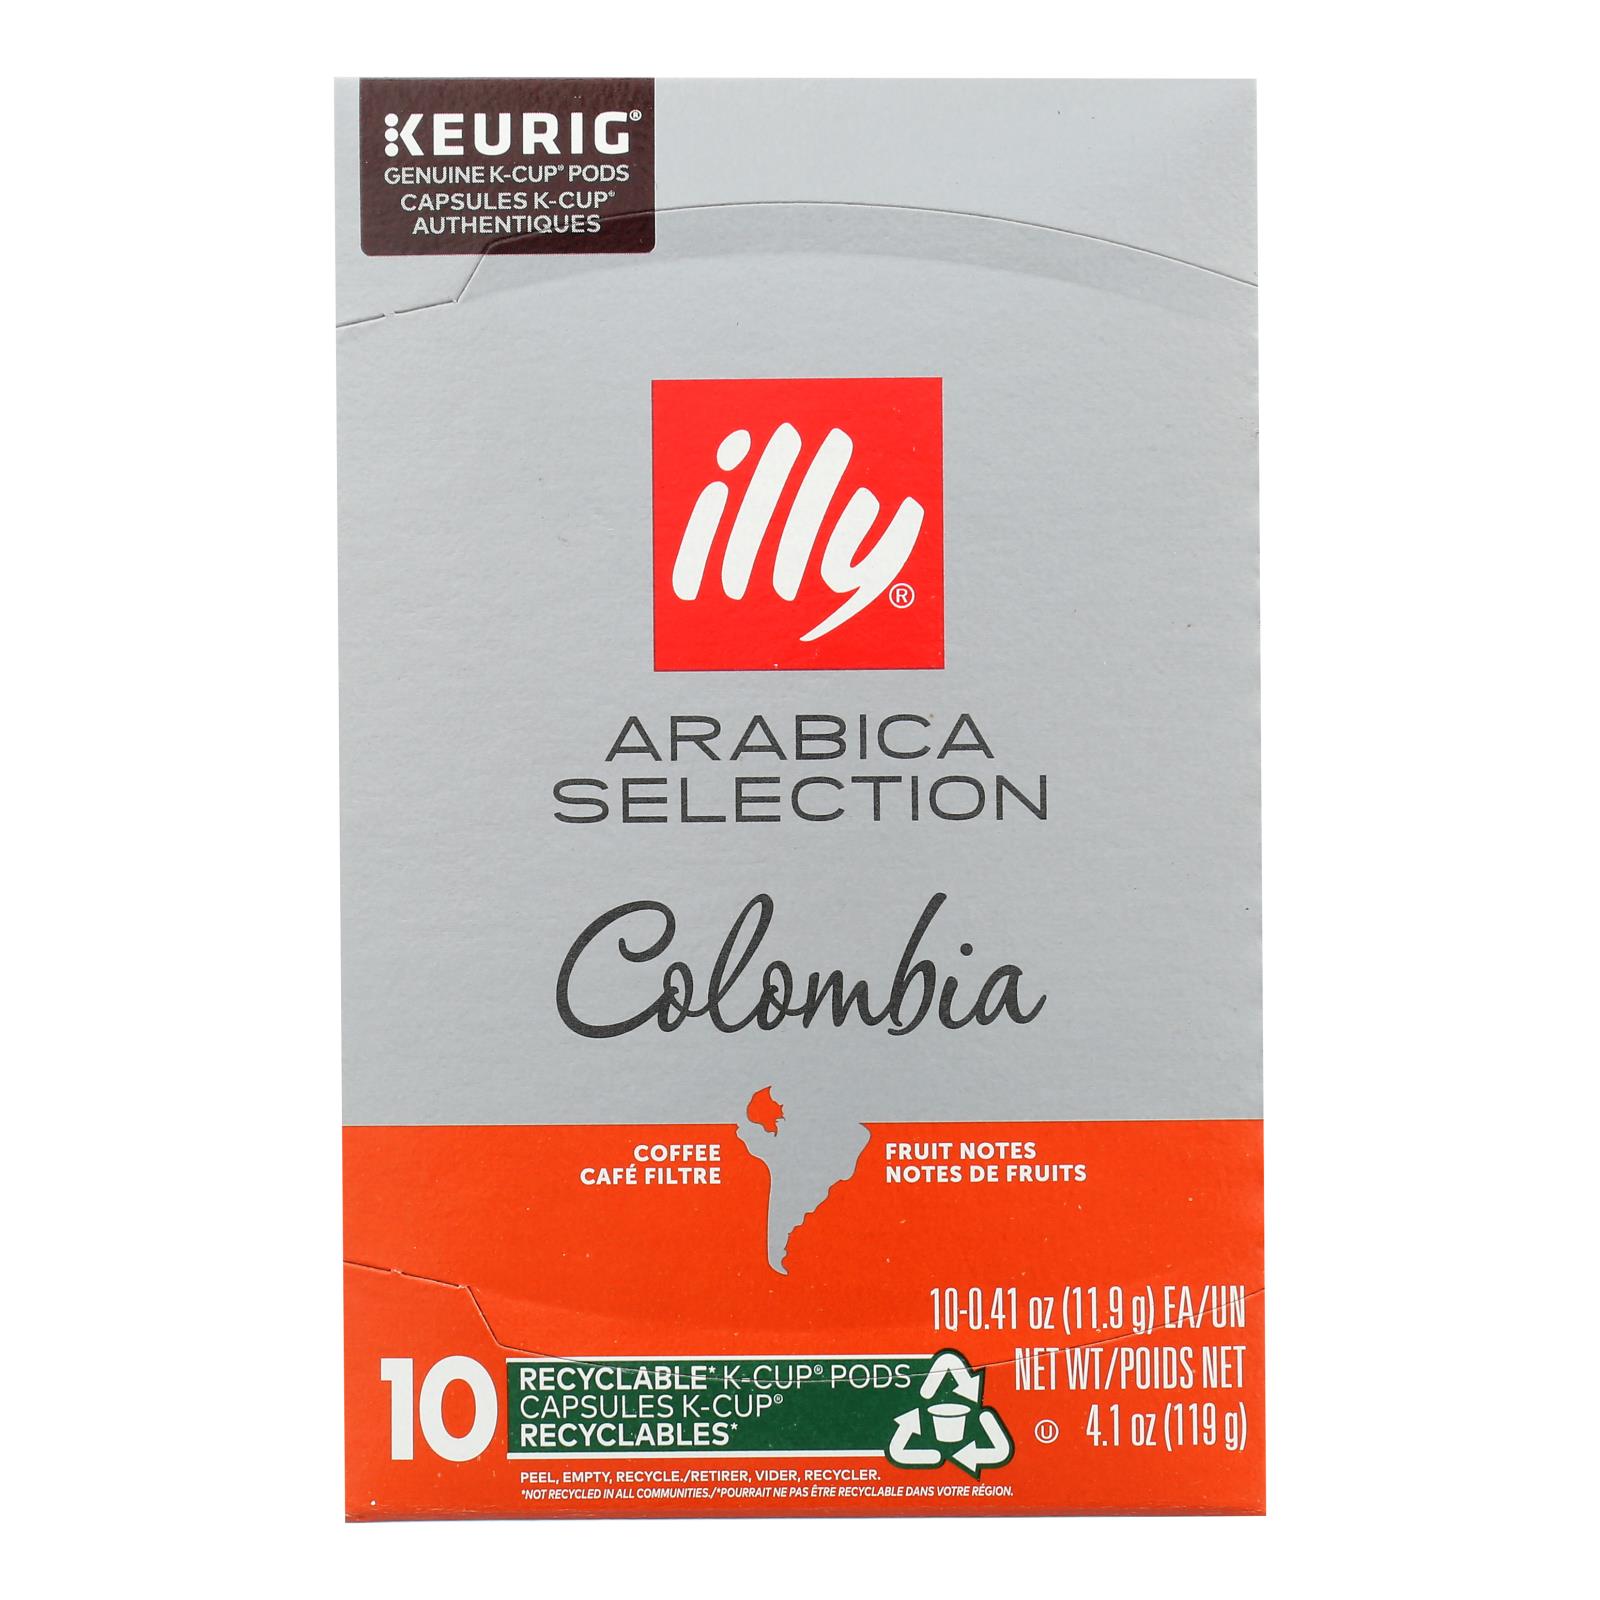 KEURIG®
GENUINE K-CUP® PODS
CAPSULES K-CUP®
AUTHENTIQUES
illy®
ARABICA
SELECTION
Colombia
COFFEE
CAFÉ FILTRE
FRUIT NOTES
NOTES DE FRUITS
10-0.41 oz (11.9 g) EA/UN
NET WT/POIDS NET
U 4.1 oz (119 g)
10
RECYCLABLE* K-CUP® PODS
CAPSULES K-CUP®
RECYCLABLES*
PEEL, EMPTY, RECYCLE./RETIRER, VIDER, RECYCLER.
*NOT RECYCLED IN ALL COMMUNITIES./*POURRAIT NE PAS ÊTRE RECYCLABLE DANS VOTRE RÉGION.